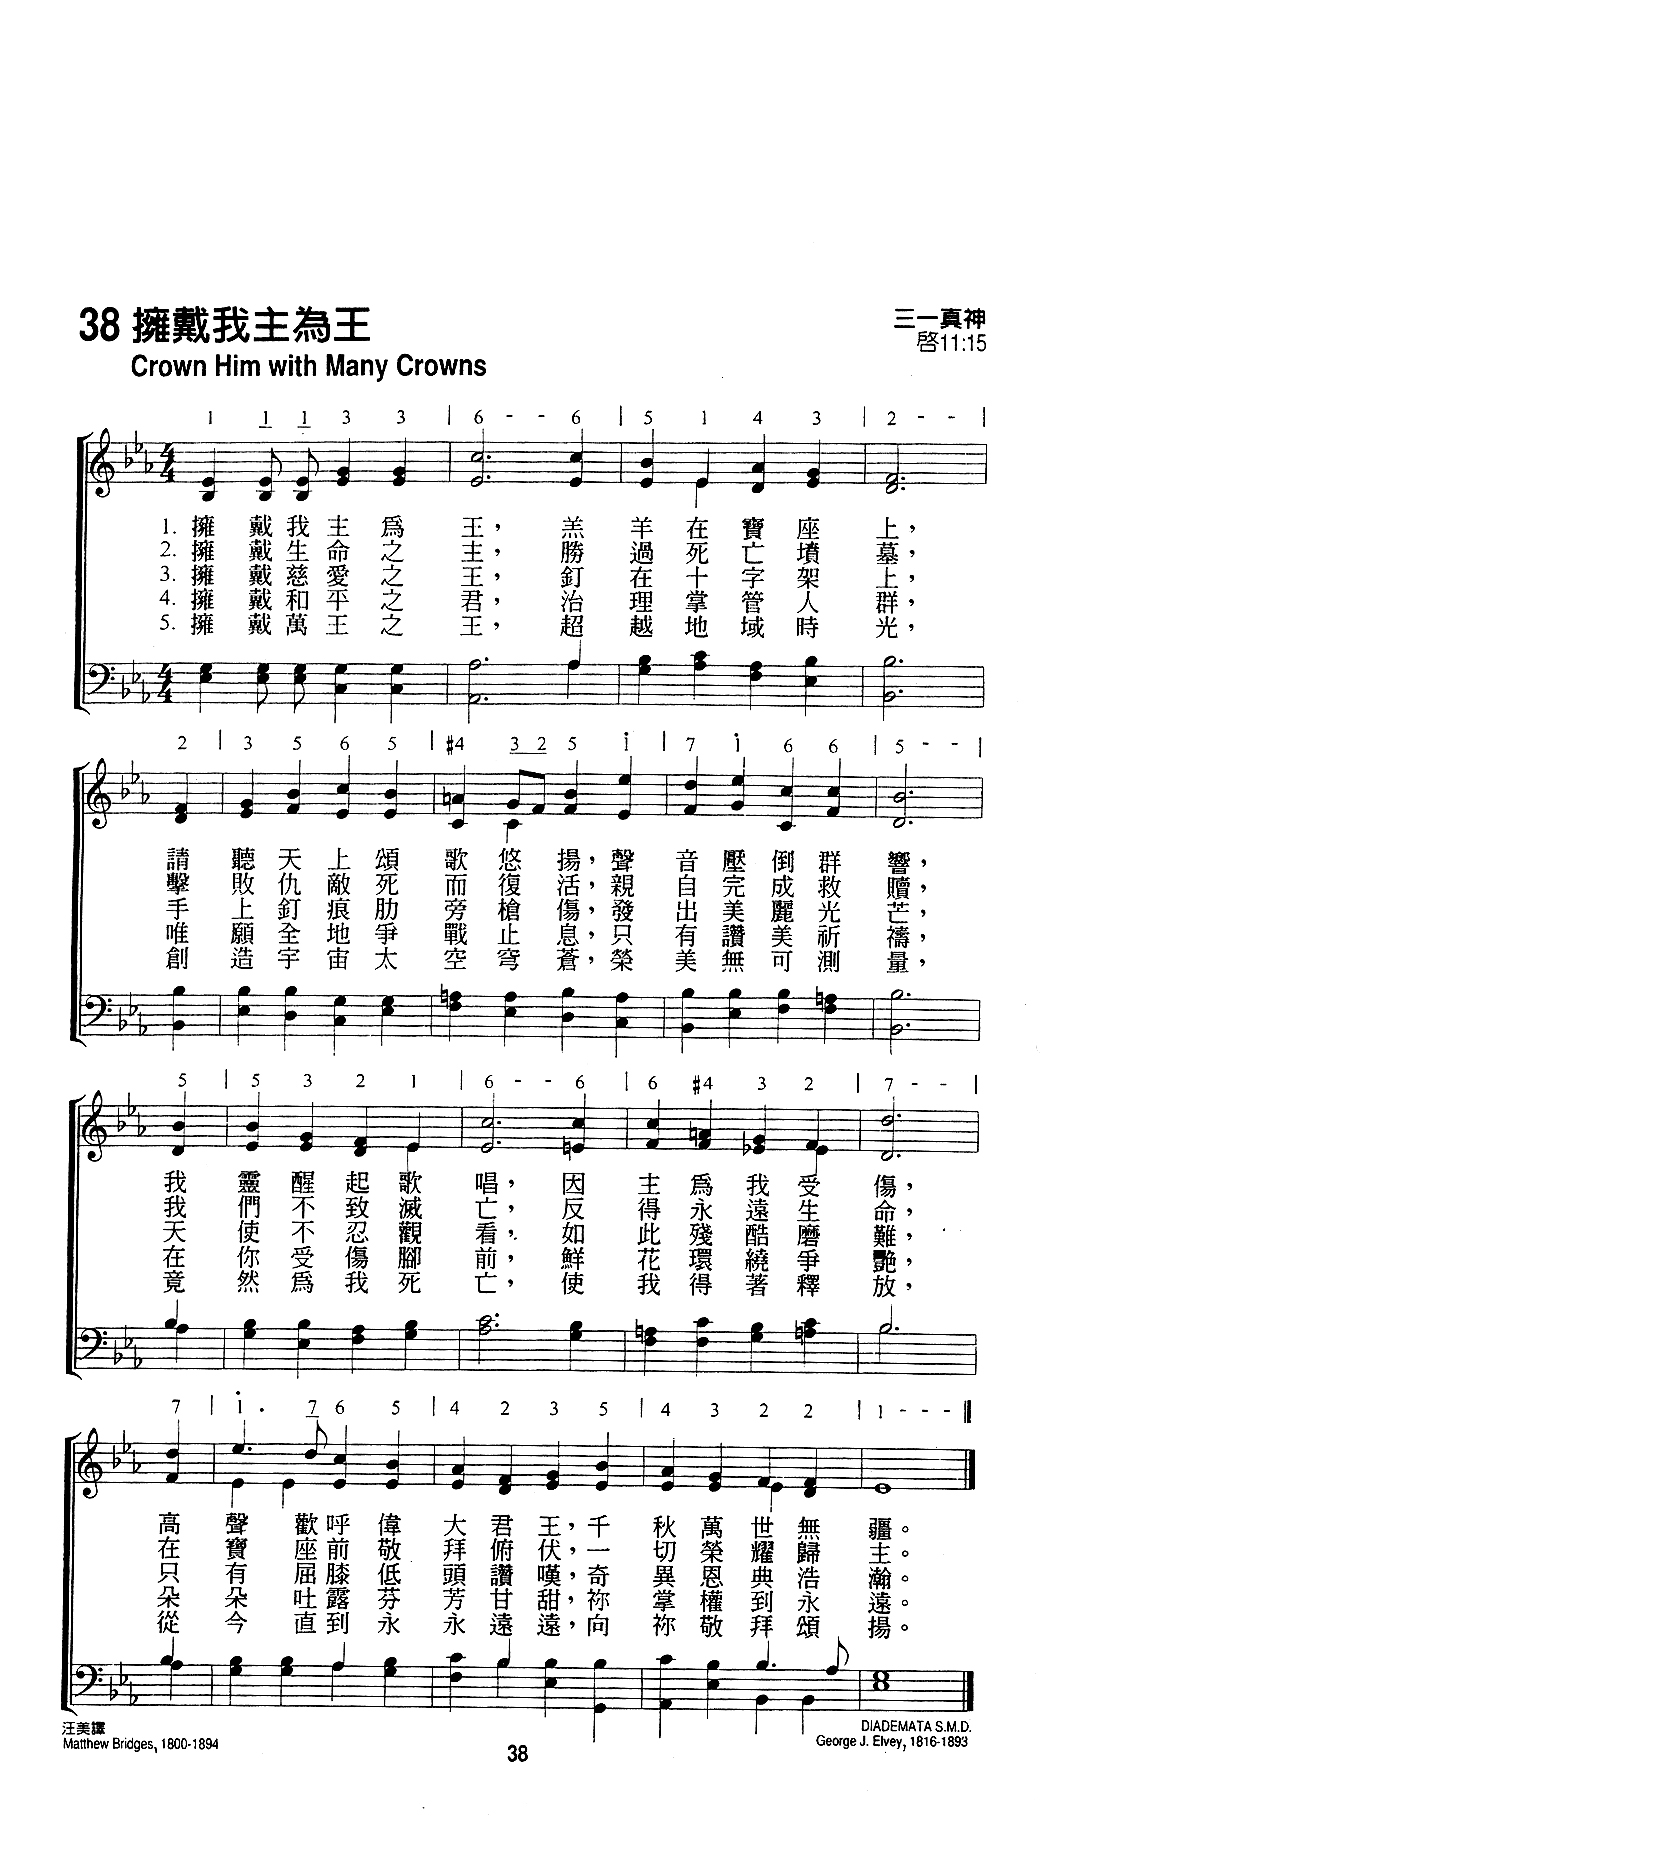 38 擁戴我主為王
三一真神
啓11:15
Crown Him with Many Crowns
1 1 1 3 3 | 6 - - 6 | 5 1 4 3 | 2 - - |
1. 擁 戴 我 主 爲 王， 羔 羊 在 寶 座 上，
2. 擁 戴 生 命 之 主， 勝 過 死 亡 墳 墓，
3. 擁 戴 慈 愛 之 王， 釘 在 十 字 架 上，
4. 擁 戴 和 平 之 君， 治 理 掌 管 人 群，
5. 擁 戴 萬 王 之 王， 超 越 地 域 時 光，
2 | 3 5 6 5 | #4 3 2 5 i | 7 i 6 6 | 5 - - |
請 聽 天 上 頌 歌 悠 揚，聲 音 壓 倒 群 響，
擊 敗 仇 敵 死 而 復 活，親 自 完 成 救 贖，
手 上 釘 痕 肋 旁 槍 傷，發 出 美 麗 光 芒，
唯 願 全 地 爭 戰 止 息，只 有 讚 美 祈 禱，
創 造 宇 宙 太 空 穹 蒼，榮 美 無 可 測 量，
5 | 5 3 2 1 | 6 - - 6 | 6 #4 3 2 | 7 - - |
我 靈 醒 起 歌 唱， 因 主 爲 我 受 傷，
我 們 不 致 滅 亡， 反 得 永 遠 生 命，
天 使 不 忍 觀 看， 如 此 殘 酷 磨 難，
在 你 受 傷 腳 前， 鮮 花 環 繞 爭 艷，
竟 然 爲 我 死 亡， 使 我 得 著 釋 放，
7 | i . 7 6 5 | 4 2 3 5 | 4 3 2 2 | 1 - - - ‖
高 聲 歡 呼 偉 大 君 王，千 秋 萬 世 無 疆。
在 寶 座 前 敬 拜 俯 伏，一 切 榮 耀 歸 主。
只 有 屈 膝 低 頭 讚 嘆，奇 異 恩 典 浩 瀚。
朵 朵 吐 露 芬 芳 甘 甜，祢 掌 權 到 永 遠。
從 今 直 到 永 永 遠 遠，向 祢 敬 拜 頌 揚。
汪美譯
DIADEMATA S.M.D.
Matthew Bridges, 1800-1894
George J. Elvey, 1816-1893
38